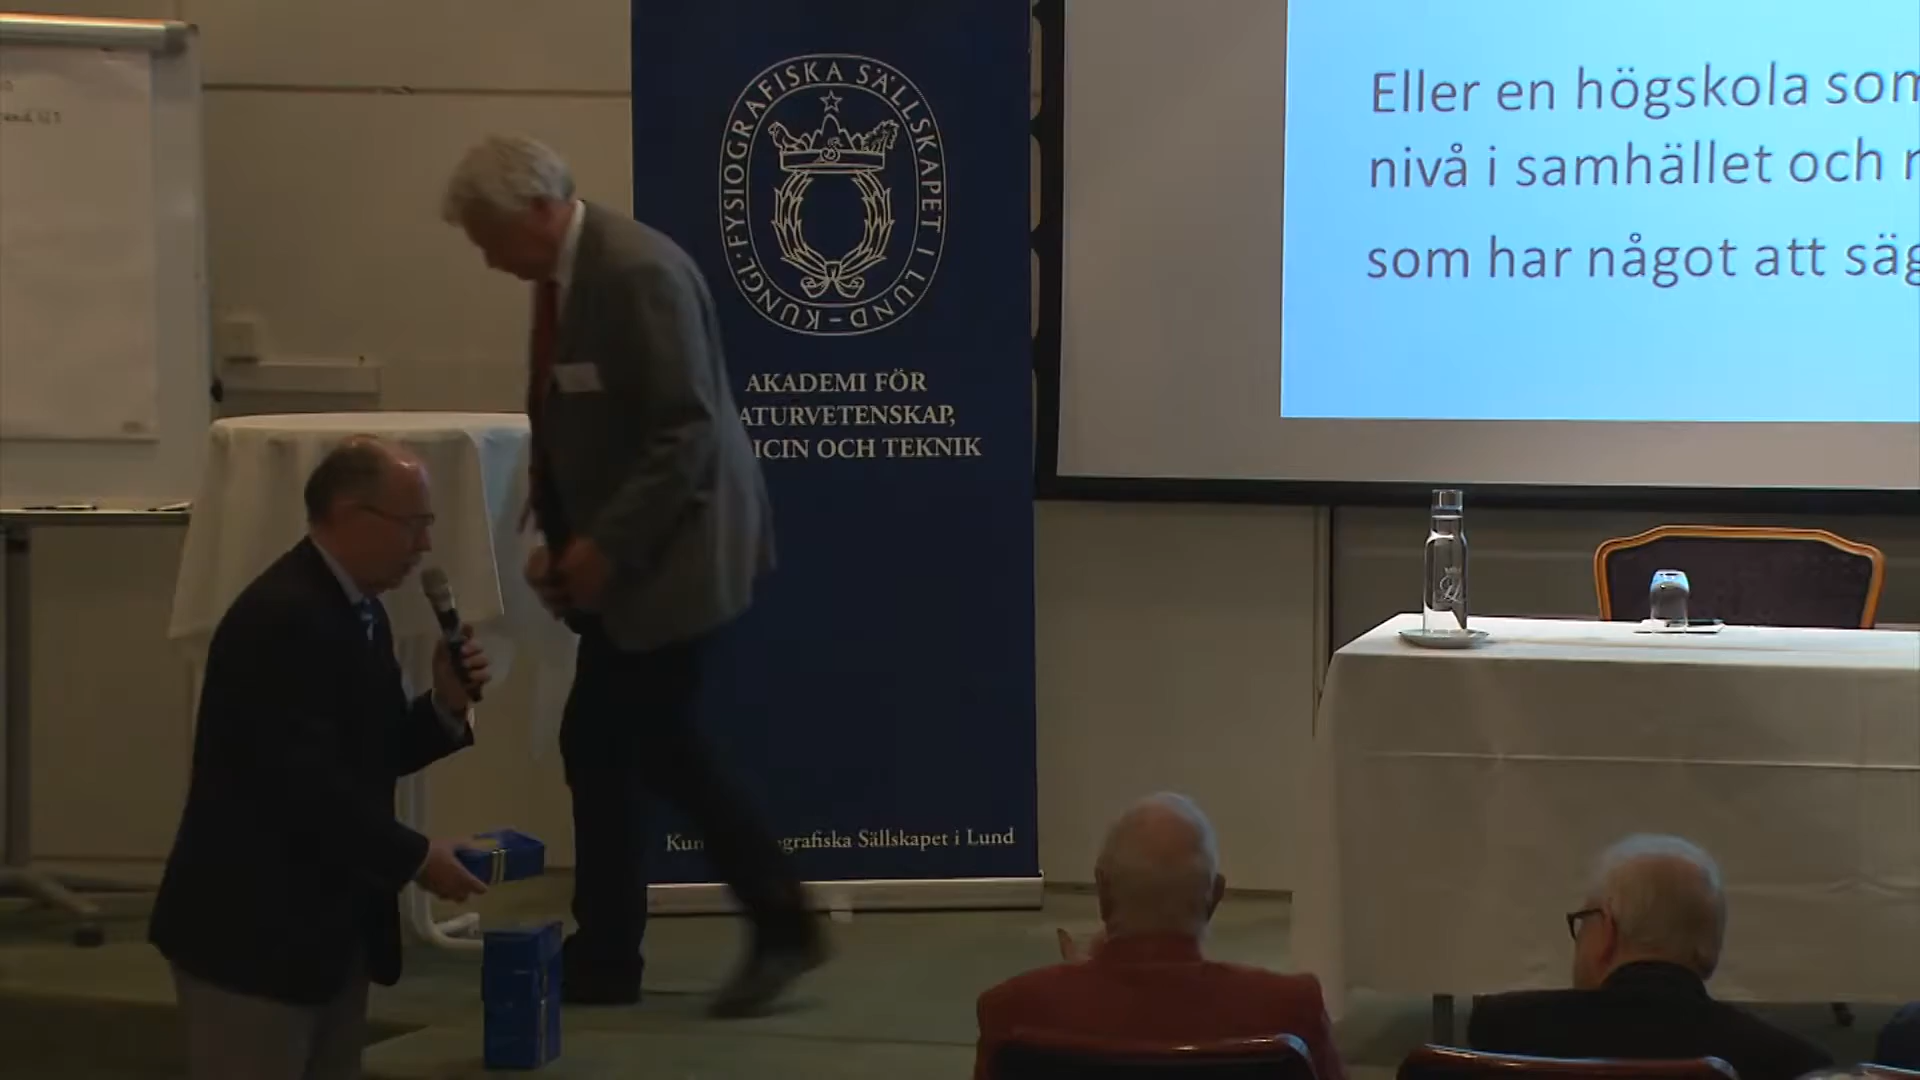 KUNGL. FYSIOGRAFISKA SÄLLSKAPET I LUND
AKADEMI FÖR
ATURVETENSKAP,
ICIN OCH TEKNIK
Kun grafiska Sällskapet i Lund
Eller en högskola som
nivå i samhället och
som har något att säg